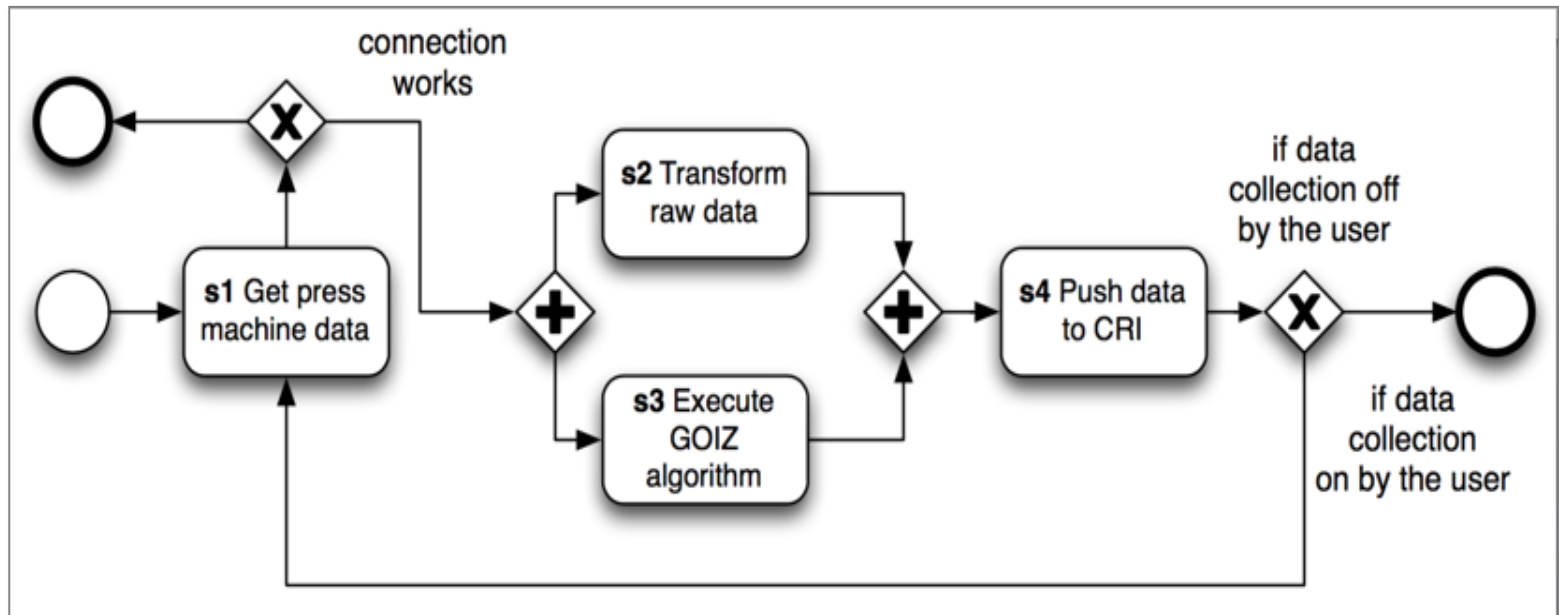 connection
works
s1 Get press
machine data
s2 Transform
raw data
s3 Execute
GOIZ
algorithm
s4 Push data
to CRI
if data
collection off
by the user
if data
collection
on by the user